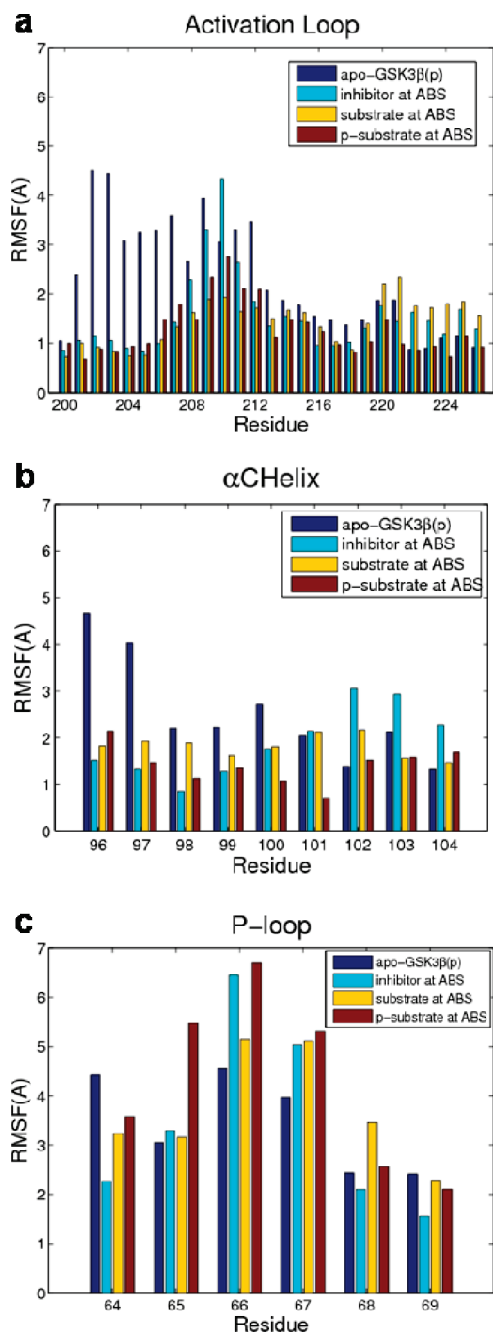 a
Activation Loop
apo-GSK3β(p)
inhibitor at ABS
substrate at ABS
p-substrate at ABS
RMSF(A)
7
6
5
4
3
2
1
0
200 204 208 212 216 220 224
Residue
b
αCHelix
apo-GSK3β(p)
inhibitor at ABS
substrate at ABS
p-substrate at ABS
RMSF(A)
7
6
5
4
3
2
1
0
96 97 98 99 100 101 102 103 104
Residue
c
P-loop
apo-GSK3β(p)
inhibitor at ABS
substrate at ABS
p-substrate at ABS
RMSF(A)
7
6
5
4
3
2
1
0
64 65 66 67 68 69
Residue